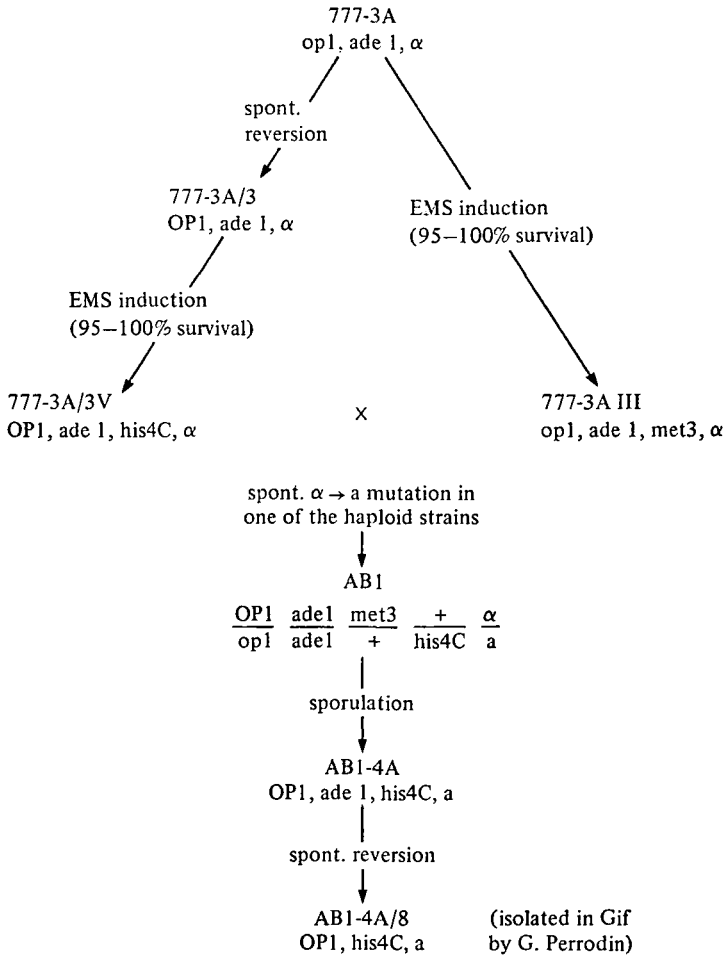 777-3A
op1, ade 1, α
spont.
reversion
777-3A/3
OP1, ade 1, α
EMS induction
(95–100% survival)
EMS induction
(95–100% survival)
777-3A/3V
OP1, ade 1, his4C, α
x
777-3A III
op1, ade 1, met3, α
spont. α → a mutation in
one of the haploid strains
AB1
OP1 ade1 met3 + α
op1 ade1 + his4C a
sporulation
AB1-4A
OP1, ade 1, his4C, a
spont. reversion
AB1-4A/8 (isolated in Gif
OP1, his4C, a by G. Perrodin)